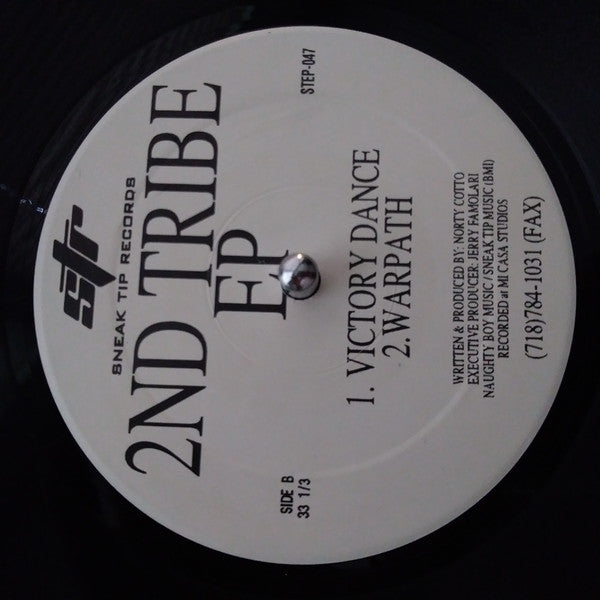 str
SNEAK TIP RECORDS
2ND TRIBE
EP
SIDE B
33 1/3
STEP-047
1. VICTORY DANCE
2.WARPATH
WRITTEN & PRODUCED BY: NORTY COTTO
EXECUTIVE PRODUCER: JERRY FAMOLARI
NAUGHTY BOY MUSIC / SNEAK TIP MUSIC (BMI)
RECORDED at MI CASA STUDIOS
(718)784-1031 (FAX)